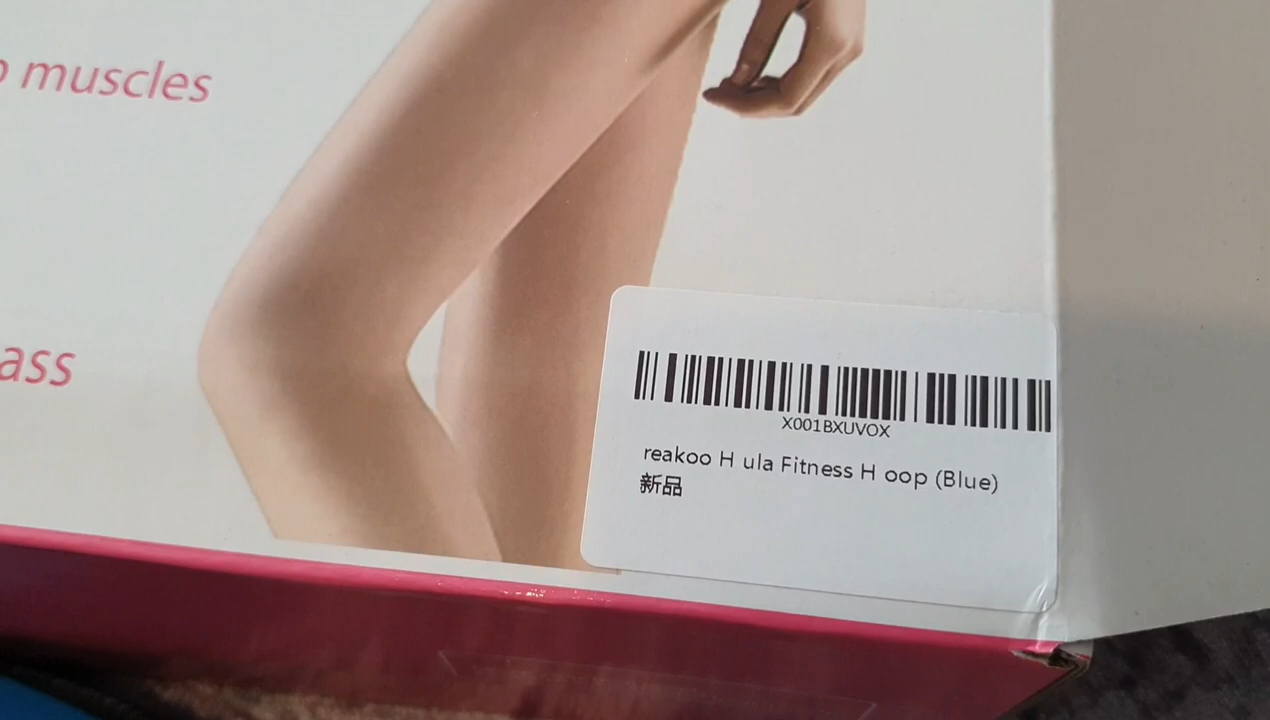 muscles
ass
X001BXUVOX
reakoo H ula Fitness H oop (Blue)
新品